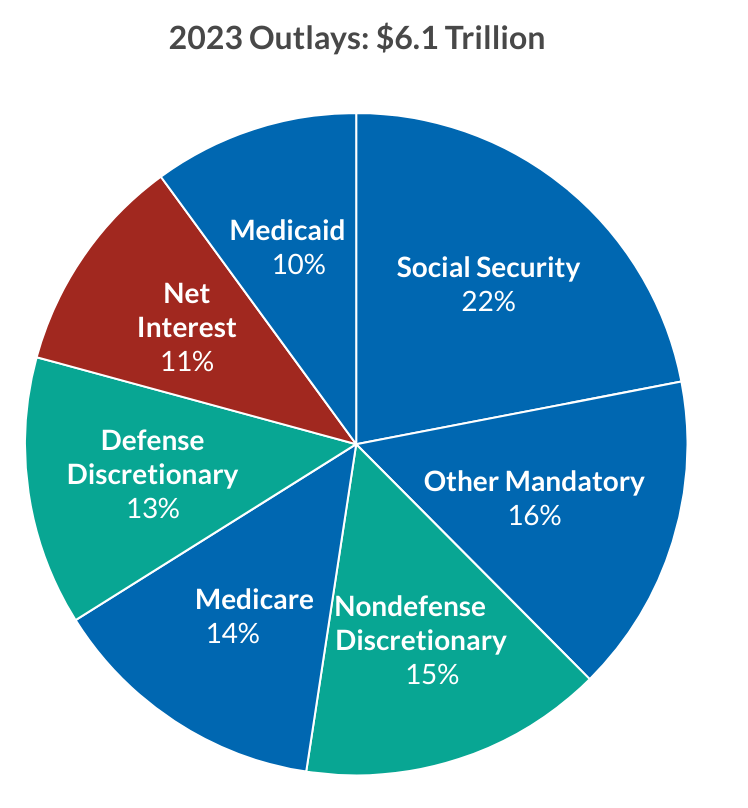 2023 Outlays: $6.1 Trillion
Medicaid
10%
Social Security
22%
Net
Interest
11%
Defense
Discretionary
13%
Other Mandatory
16%
Medicare
14%
Nondefense
Discretionary
15%